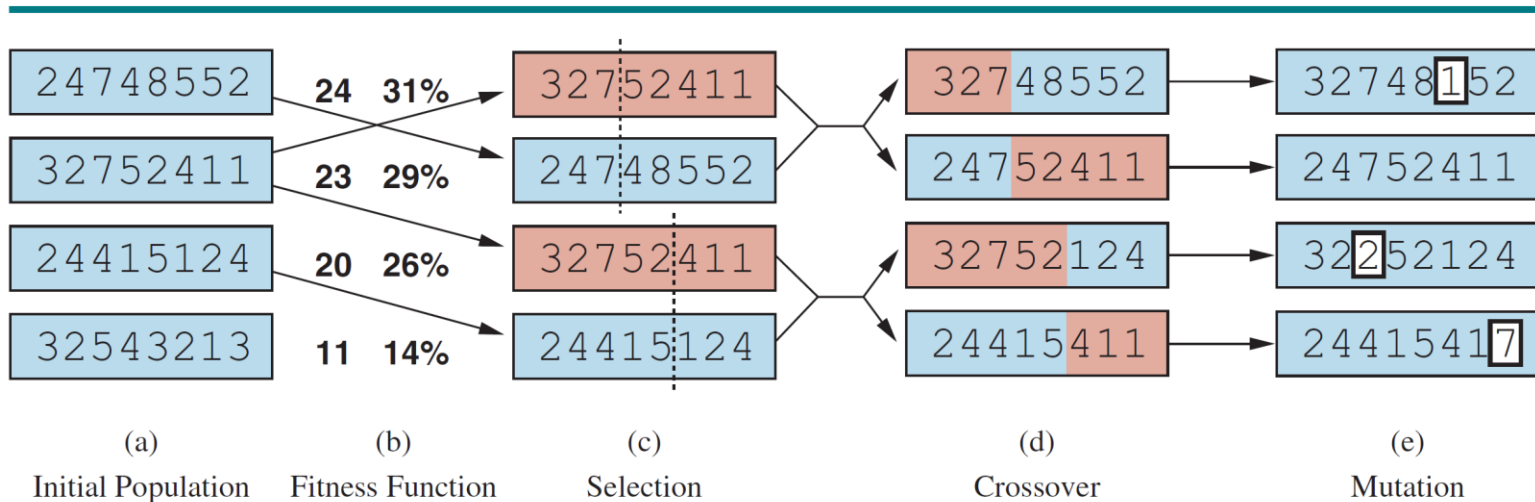 24748552 24 31% 32752411 32748552 32748152
32752411 23 29% 24748552 24752411 24752411
24415124 20 26% 32752411 32752124 32252124
32543213 11 14% 24415124 24415411 24415417
(a) (b) (c) (d) (e)
Initial Population Fitness Function Selection Crossover Mutation